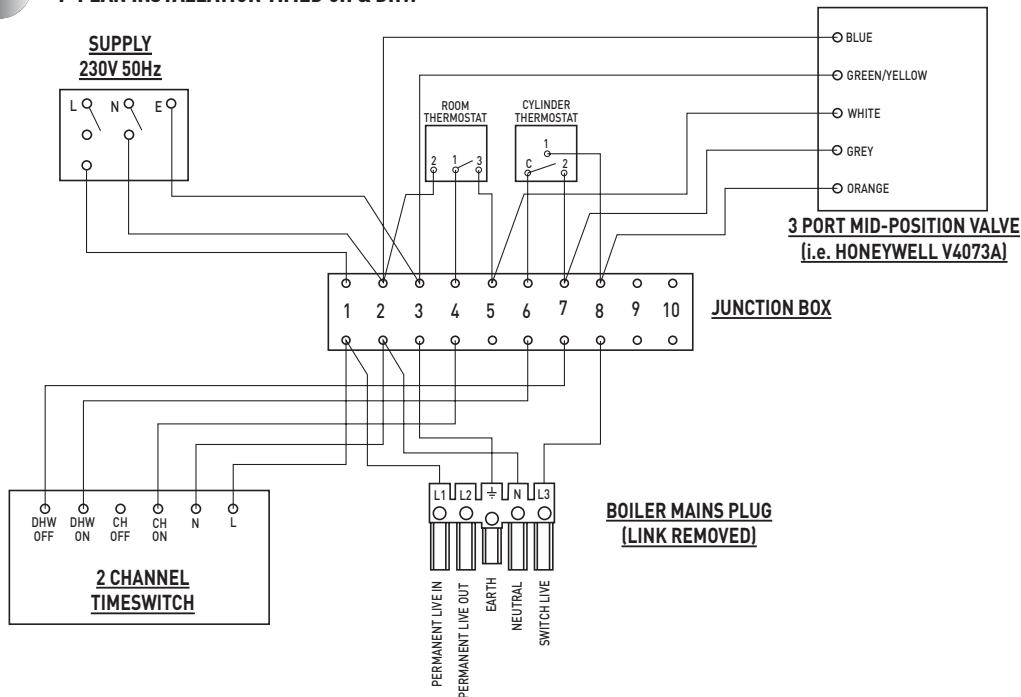 SUPPLY
230V 50Hz
L N E
ROOM
THERMOSTAT
2 1 3
CYLINDER
THERMOSTAT
1
C 2
BLUE
GREEN/YELLOW
WHITE
GREY
ORANGE
3 PORT MID-POSITION VALVE
(i.e. HONEYWELL V4073A)
1 2 3 4 5 6 7 8 9 10
JUNCTION BOX
DHW
OFF
DHW
ON
CH
OFF
CH
ON
N
L
2 CHANNEL
TIMESWITCH
L1 L2 N L3
PERMANENT LIVE IN
PERMANENT LIVE OUT
EARTH
NEUTRAL
SWITCH LIVE
BOILER MAINS PLUG
(LINK REMOVED)